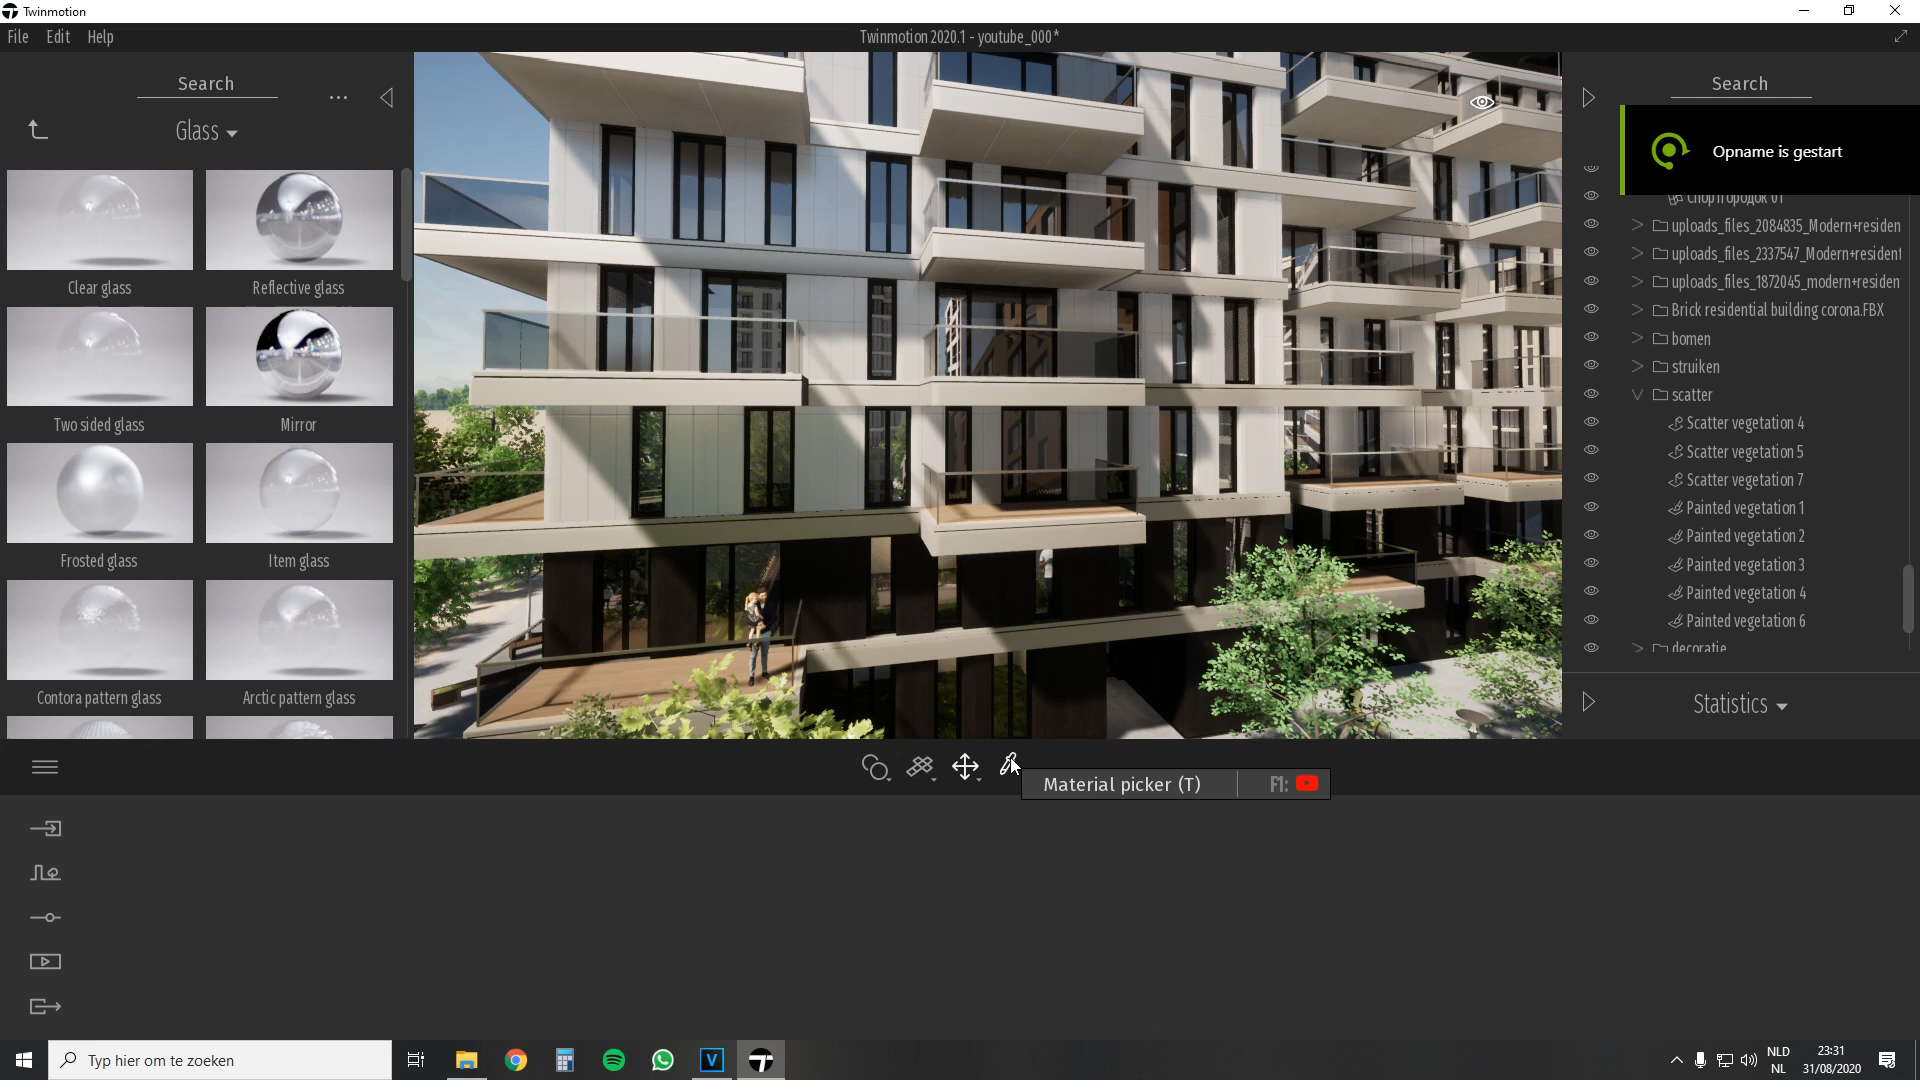 Twinmotion
File Edit Help
Twinmotion 2020.1 - youtube_000*
Search
Glass
Clear glass
Reflective glass
Two sided glass
Mirror
Frosted glass
Item glass
Contora pattern glass
Arctic pattern glass
Search
Opname is gestart
Спортгородок 01
uploads_files_2084835_Modern+residen
uploads_files_2337547_Modern+resident
uploads_files_1872045_modern+residen
Brick residential building corona.FBX
bomen
struiken
scatter
Scatter vegetation 4
Scatter vegetation 5
Scatter vegetation 7
Painted vegetation 1
Painted vegetation 2
Painted vegetation 3
Painted vegetation 4
Painted vegetation 6
decoratie
Statistics
Material picker (T)
F1:
Typ hier om te zoeken
V
NLD
NL
23:31
31/08/2020